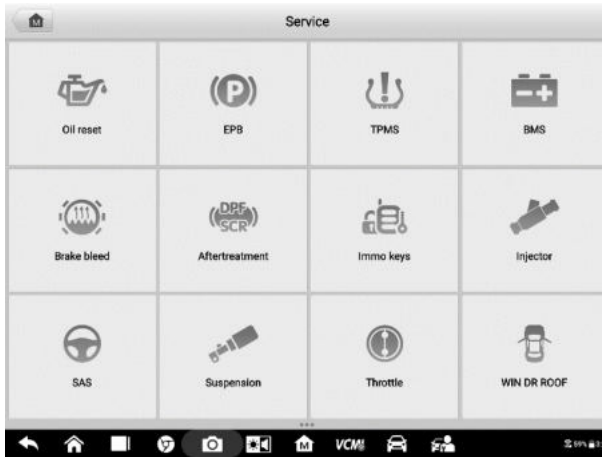 Service
Oil reset
EPB
TPMS
BMS
Brake bleed
DPF
SCR
Aftertreatment
Immo keys
Injector
SAS
Suspension
Throttle
WIN DR ROOF
VCMI